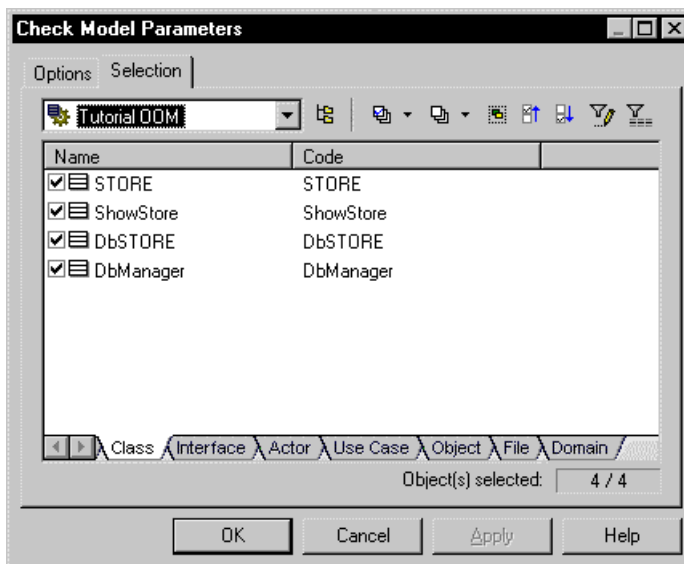 Check Model Parameters
Options Selection
Tutorial OOM
Name Code
STORE STORE
ShowStore ShowStore
DbSTORE DbSTORE
DbManager DbManager
Class Interface Actor Use Case Object File Domain
Object(s) selected: 4 / 4
OK Cancel Apply Help